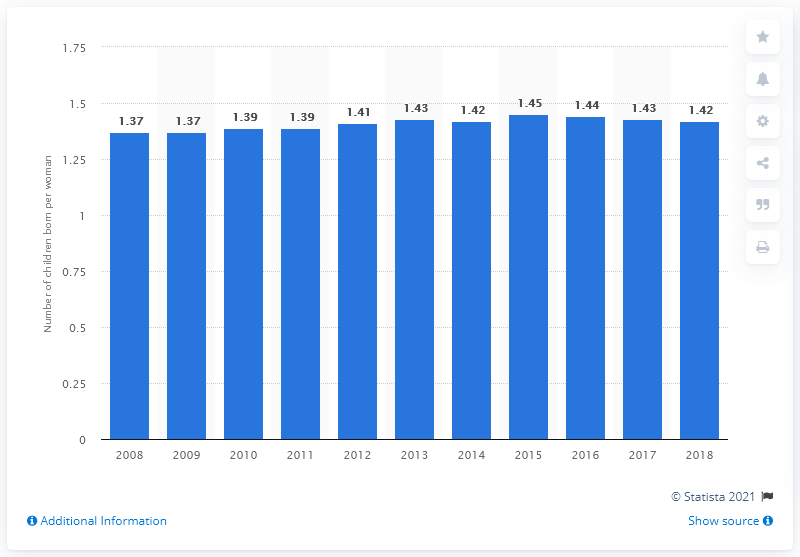 1.75
1.5
1.25
1
0.75
0.5
0.25
0
Number of children born per woman
1.37 1.37 1.39 1.39 1.41 1.43 1.42 1.45 1.44 1.43 1.42
2008 2009 2010 2011 2012 2013 2014 2015 2016 2017 2018
© Statista 2021
Additional Information
Show source